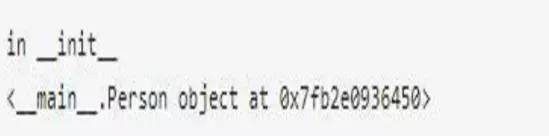 in __init__
<__main__.Person object at 0x7fb2e0936450>